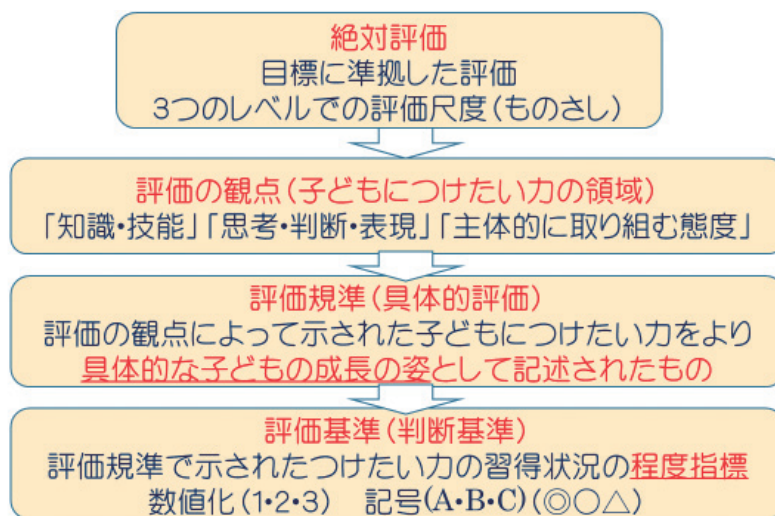 絶対評価
目標に準拠した評価
3つのレベルでの評価尺度(ものさし)
評価の観点(子どもにつけたい力の領域)
「知識・技能」「思考・判断・表現」「主体的に取り組む態度」
評価規準(具体的評価)
評価の観点によって示された子どもにつけたい力をより
具体的な子どもの成長の姿として記述されたもの
評価基準(判断基準)
評価規準で示されたつけたい力の習得状況の程度指標
数値化(1・2・3) 記号(A・B・C)(◎○△)